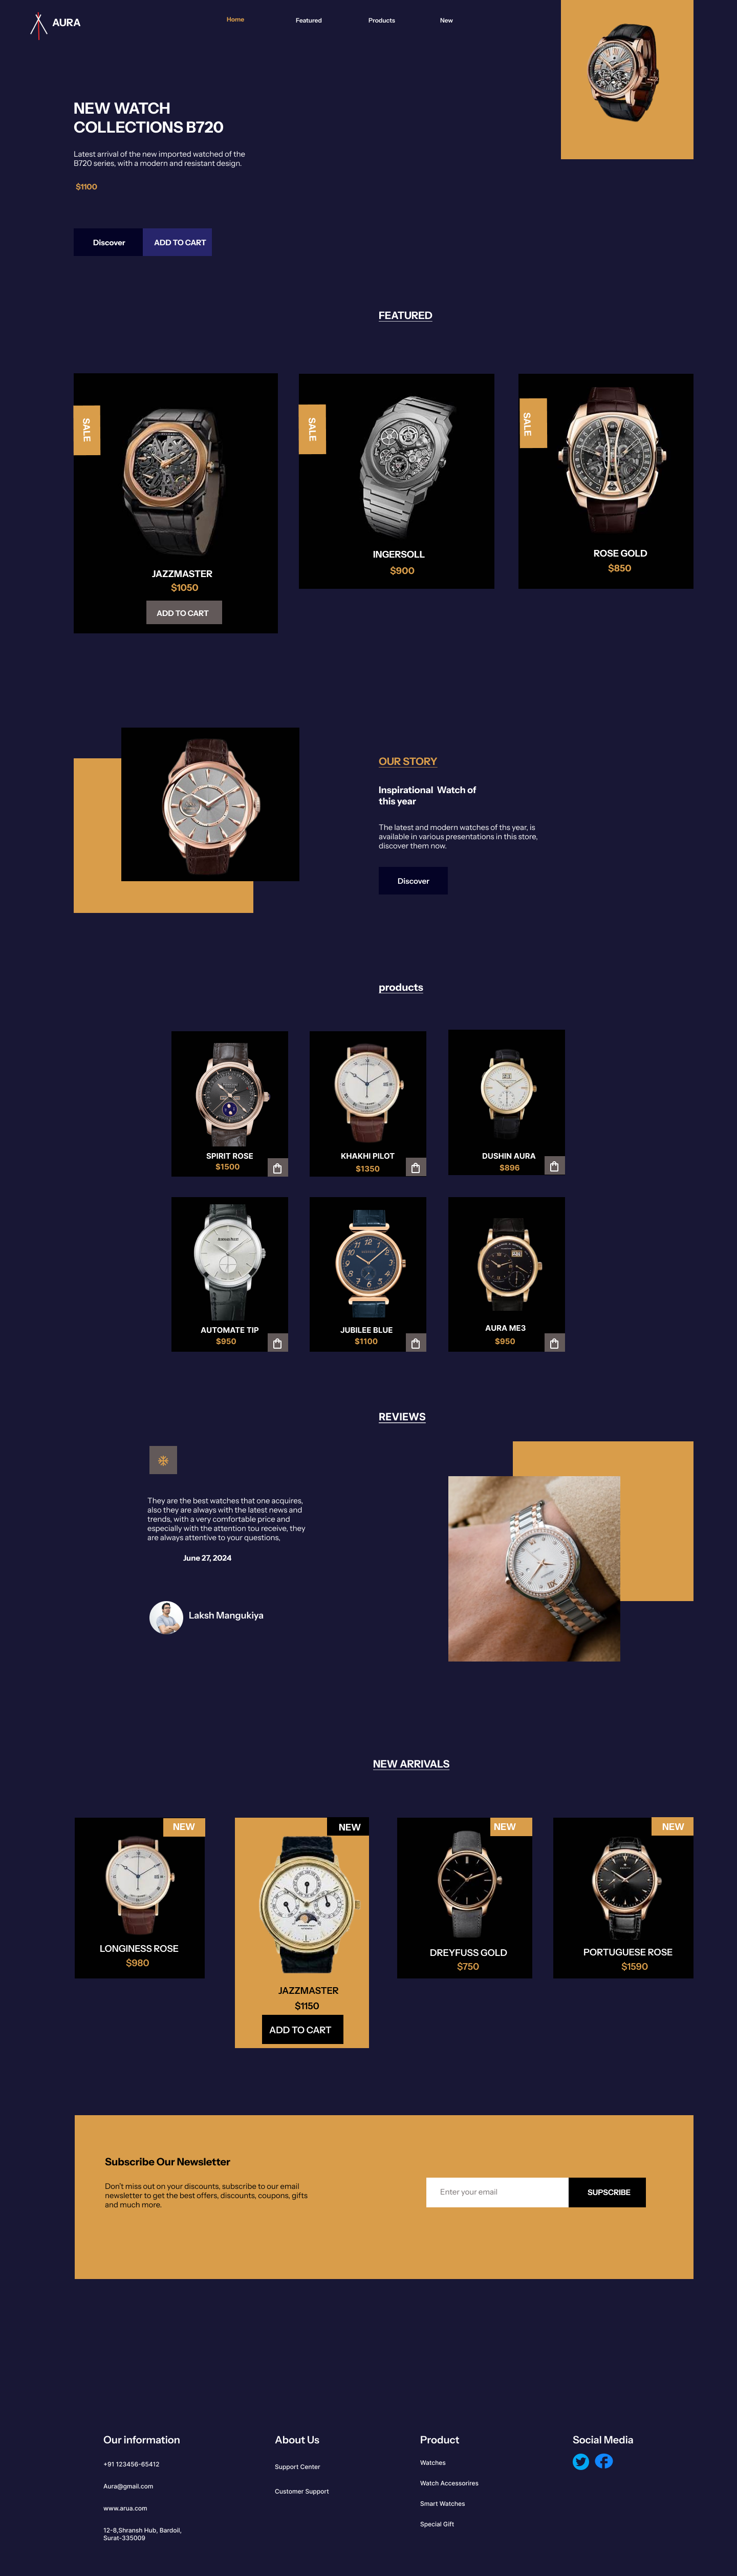 AURA
Home
Featured
Products
New
NEW WATCH
COLLECTIONS B720
Latest arrival of the new imported watched of the
B720 series, with a modern and resistant design.
$1100
Discover
ADD TO CART
FEATURED
SALE
JAZZMASTER
$1050
ADD TO CART
SALE
INGERSOLL
$900
SALE
ROSE GOLD
$850
OUR STORY
Inspirational Watch of
this year
The latest and modern watches of ths year, is
available in various presentations in this store,
discover them now.
Discover
products
SPIRIT ROSE
$1500
KHAKHI PILOT
$1350
DUSHIN AURA
$896
AUTOMATE TIP
$950
JUBILEE BLUE
$1100
AURA ME3
$950
REVIEWS
They are the best watches that one acquires,
also they are always with the latest news and
trends, with a very comfortable price and
especially with the attention tou receive, they
are always attentive to your questions,
June 27, 2024
Laksh Mangukiya
NEW ARRIVALS
NEW
LONGINESS ROSE
$980
NEW
JAZZMASTER
$1150
ADD TO CART
NEW
DREYFUSS GOLD
$750
NEW
PORTUGUESE ROSE
$1590
Subscribe Our Newsletter
Don't miss out on your discounts, subscribe to our email
newsletter to get the best offers, discounts, coupons, gifts
and much more.
Enter your email
SUPSCRIBE
Our information
+91 123456-65412
Aura@gmail.com
www.arua.com
12-8,Shransh Hub, Bardoil,
Surat-335009
About Us
Support Center
Customer Support
Product
Watches
Watch Accessorires
Smart Watches
Special Gift
Social Media